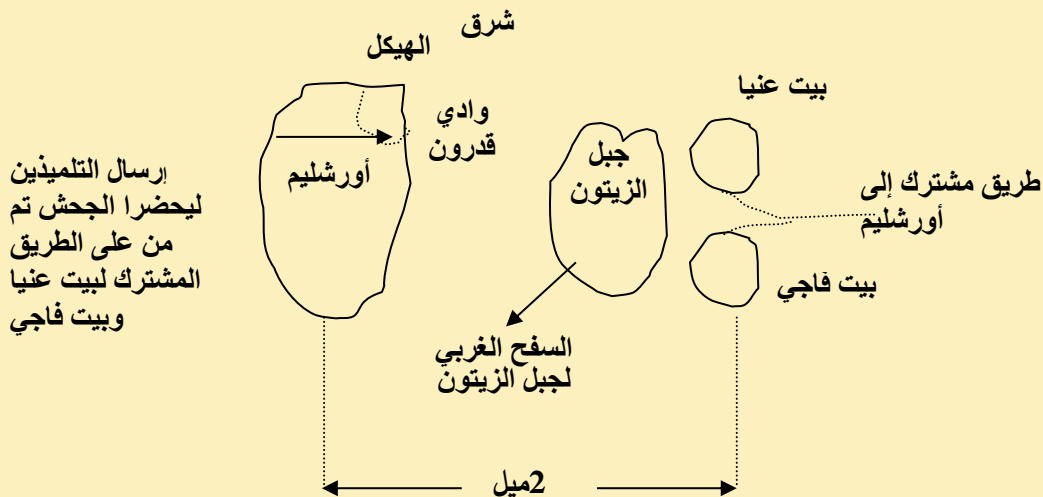 شرق
الهيكل
وادي
قدرون
أورشليم
إرسال التلميذين
ليحضرا الجحش تم
من على الطريق
المشترك لبيت عنيا
وبيت فاجي
جبل
الزيتون
بيت عنيا
طريق مشترك إلى
أورشليم
بيت فاجي
السفح الغربي
لجبل الزيتون
2ميل